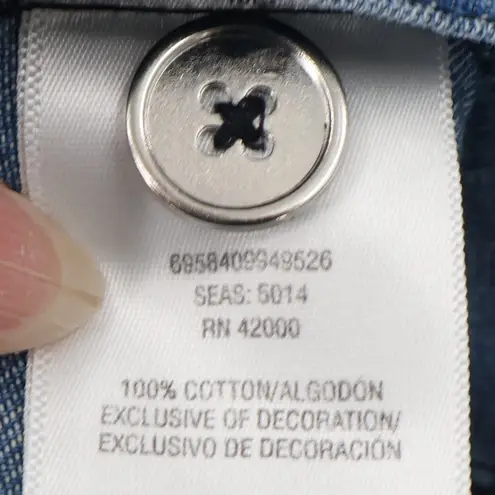 6958409949526
SEAS: 5014
RN 42000
100% COTTON/ALGODÓN
EXCLUSIVE OF DECORATION/
EXCLUSIVO DE DECORACIÓN